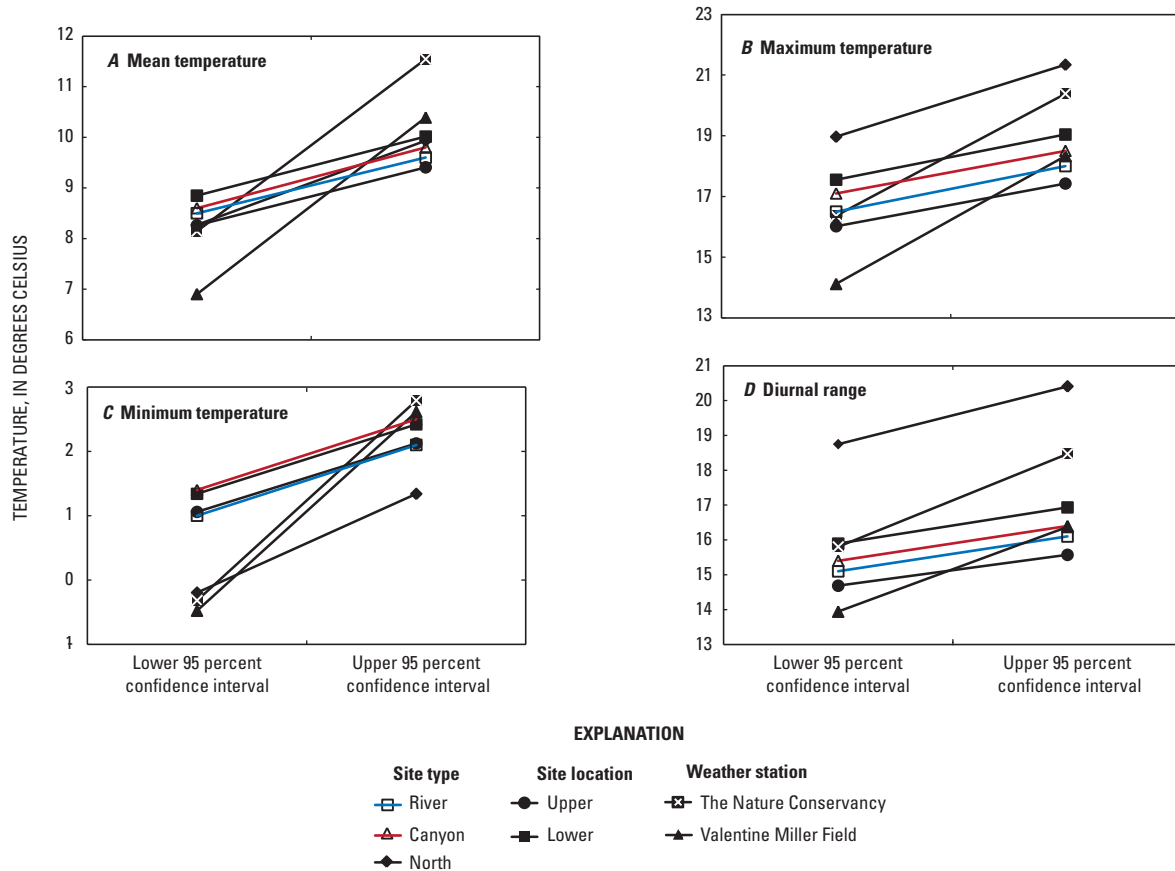 TEMPERATURE, IN DEGREES CELSIUS
A Mean temperature
12
11
10
9
8
7
6
B Maximum temperature
23
21
19
17
15
13
C Minimum temperature
3
2
1
0
-1
Lower 95 percent
confidence interval
Upper 95 percent
confidence interval
D Diurnal range
21
20
19
18
17
16
15
14
13
Lower 95 percent
confidence interval
Upper 95 percent
confidence interval
EXPLANATION
Site type
River
Canyon
North
Site location
Upper
Lower
Weather station
The Nature Conservancy
Valentine Miller Field